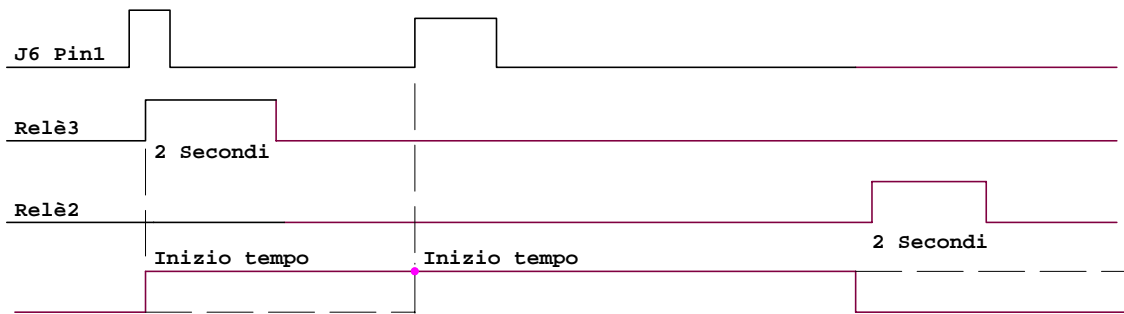 J6 Pin1
Relè3
2 Secondi
Relè2
2 Secondi
Inizio tempo
Inizio tempo